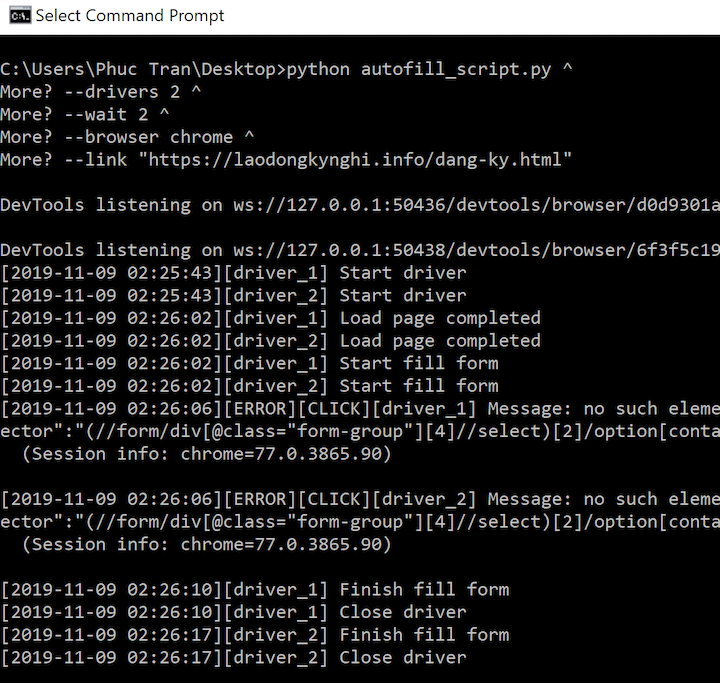 Select Command Prompt
C:\Users\Phuc Tran\Desktop>python autofill_script.py ^
More? --drivers 2 ^
More? --wait 2 ^
More? --browser chrome ^
More? --link "https://laodongkynghi.info/dang-ky.html"
DevTools listening on ws://127.0.0.1:50436/devtools/browser/d0d9301a
DevTools listening on ws://127.0.0.1:50438/devtools/browser/6f3f5c19
[2019-11-09 02:25:43][driver_1] Start driver
[2019-11-09 02:25:43][driver_2] Start driver
[2019-11-09 02:26:02][driver_1] Load page completed
[2019-11-09 02:26:02][driver_2] Load page completed
[2019-11-09 02:26:02][driver_1] Start fill form
[2019-11-09 02:26:02][driver_2] Start fill form
[2019-11-09 02:26:06][ERROR][CLICK][driver_1] Message: no such eleme
ector":"(//form/div[@class="form-group"][4]//select)[2]/option[conta
(Session info: chrome=77.0.3865.90)
[2019-11-09 02:26:06][ERROR][CLICK][driver_2] Message: no such eleme
ector":"(//form/div[@class="form-group"][4]//select)[2]/option[conta
(Session info: chrome=77.0.3865.90)
[2019-11-09 02:26:10][driver_1] Finish fill form
[2019-11-09 02:26:10][driver_1] Close driver
[2019-11-09 02:26:17][driver_2] Finish fill form
[2019-11-09 02:26:17][driver_2] Close driver